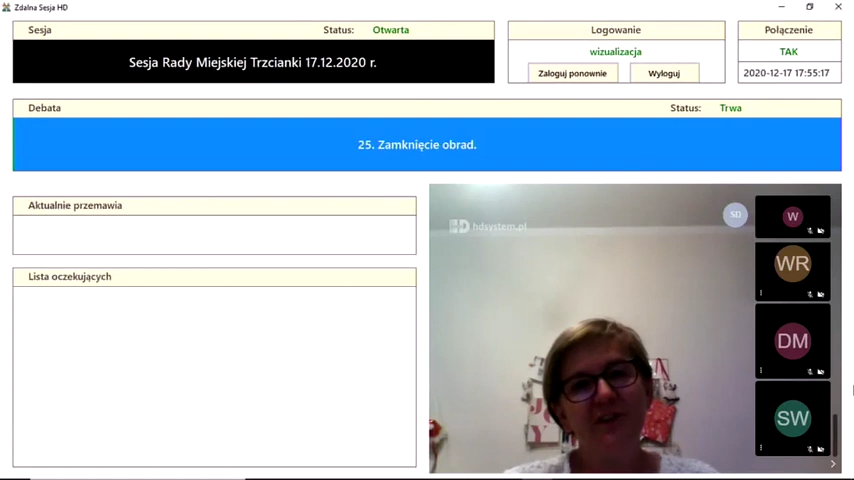 Zdalna Sesja HD
Sesja Status: Otwarta
Sesja Rady Miejskiej Trzcianki 17.12.2020 r.
Logowanie
wizualizacja
Zaloguj ponownie Wyloguj
Połączenie
TAK
2020-12-17 17:55:17
Debata Status: Trwa
25. Zamknięcie obrad.
Aktualnie przemawia
Lista oczekujących
HD hdsystem.pl
SD
W
WR
DM
SW